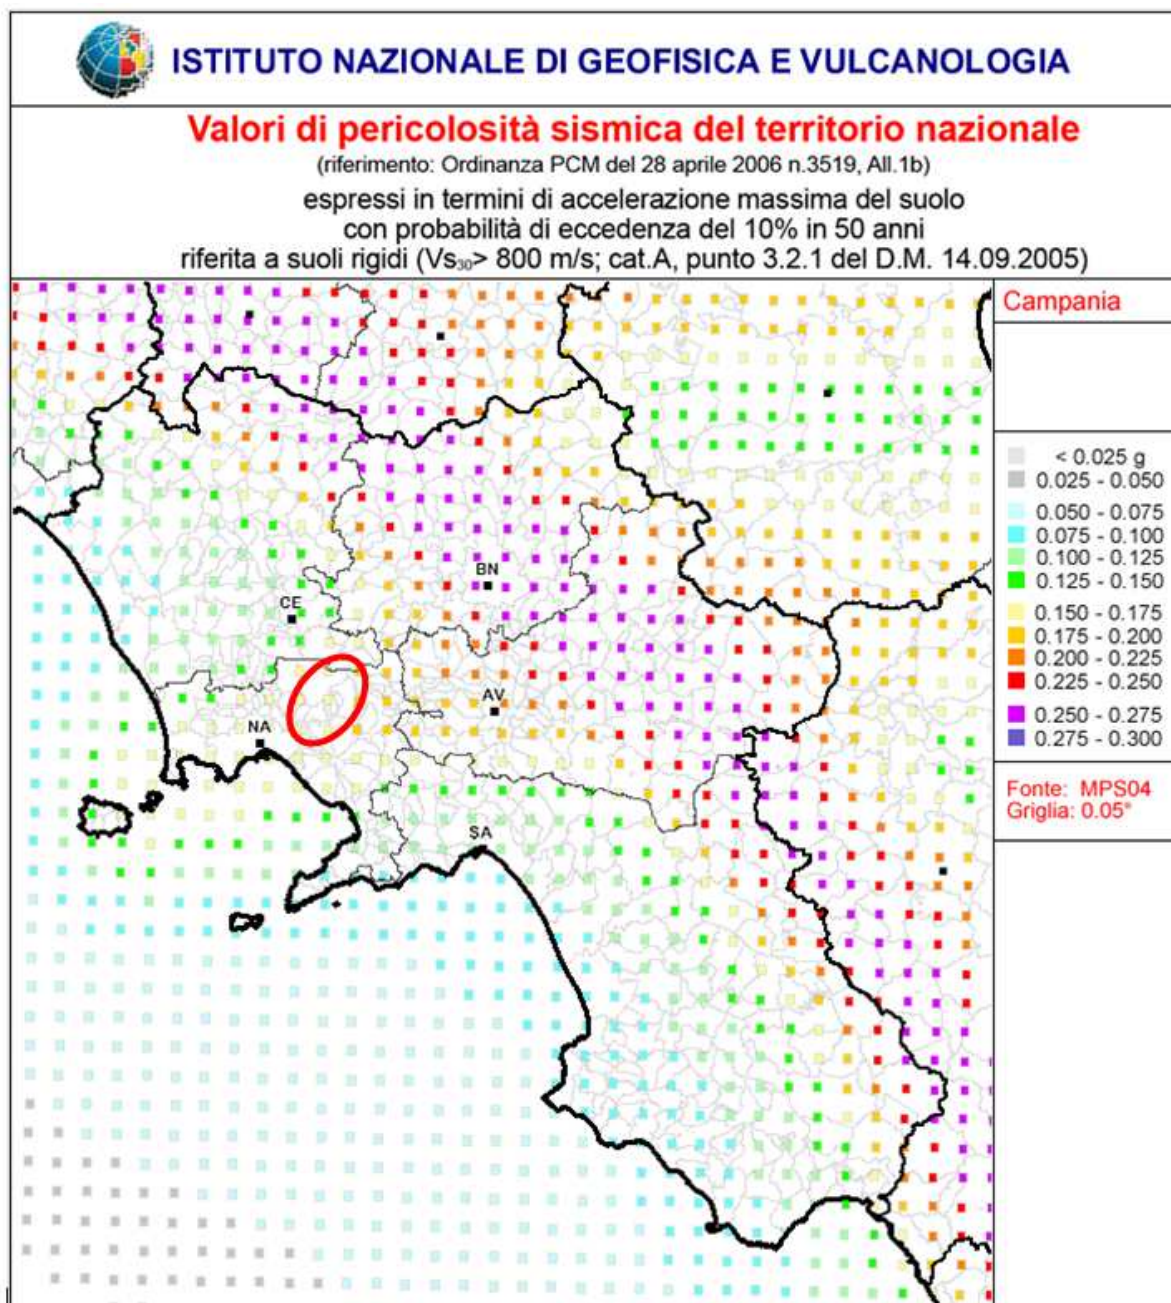 ISTITUTO NAZIONALE DI GEOFISICA E VULCANOLOGIA
Valori di pericolosità sismica del territorio nazionale
(riferimento: Ordinanza PCM del 28 aprile 2006 n.3519, All.1b)
espressi in termini di accelerazione massima del suolo
con probabilità di eccedenza del 10% in 50 anni
riferita a suoli rigidi (Vs₃₀> 800 m/s; cat.A, punto 3.2.1 del D.M. 14.09.2005)
Campania
< 0.025 g
0.025 - 0.050
0.050 - 0.075
0.075 - 0.100
0.100 - 0.125
0.125 - 0.150
0.150 - 0.175
0.175 - 0.200
0.200 - 0.225
0.225 - 0.250
0.250 - 0.275
0.275 - 0.300
Fonte: MPS04
Griglia: 0.05°
BN
CE
AV
NA
SA